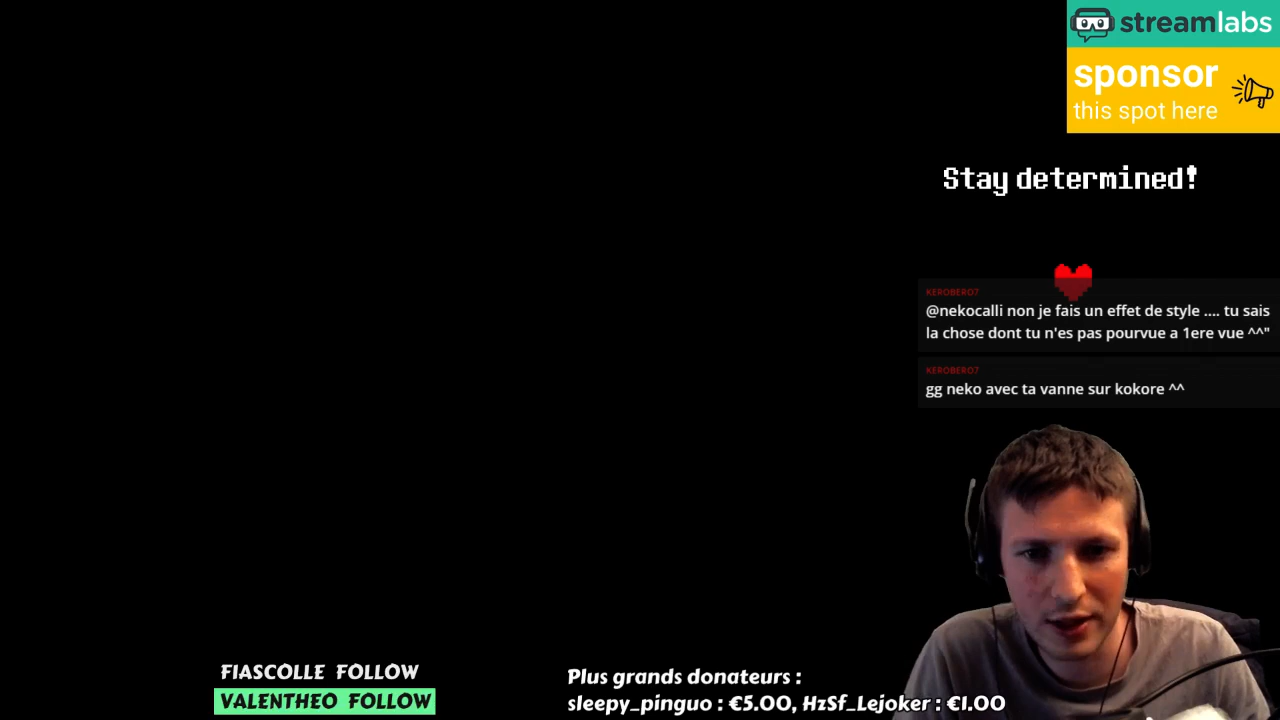 streamlabs
sponsor
this spot here
Stay determined!
KEROBERO7
@nekocalli non je fais un effet de style .... tu sais
la chose dont tu n'es pas pourvue a 1ere vue ^^"
KEROBERO7
gg neko avec ta vanne sur kokore ^^
FIASCOLLE FOLLOW
VALENTHEO FOLLOW
Plus grands donateurs :
sleepy_pinguo : €5.00, HzSf_Lejoker : €1.00